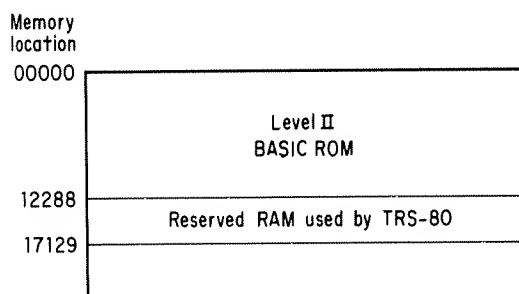 Memory
location
00000
Level II
BASIC ROM
12288
Reserved RAM used by TRS-80
17129